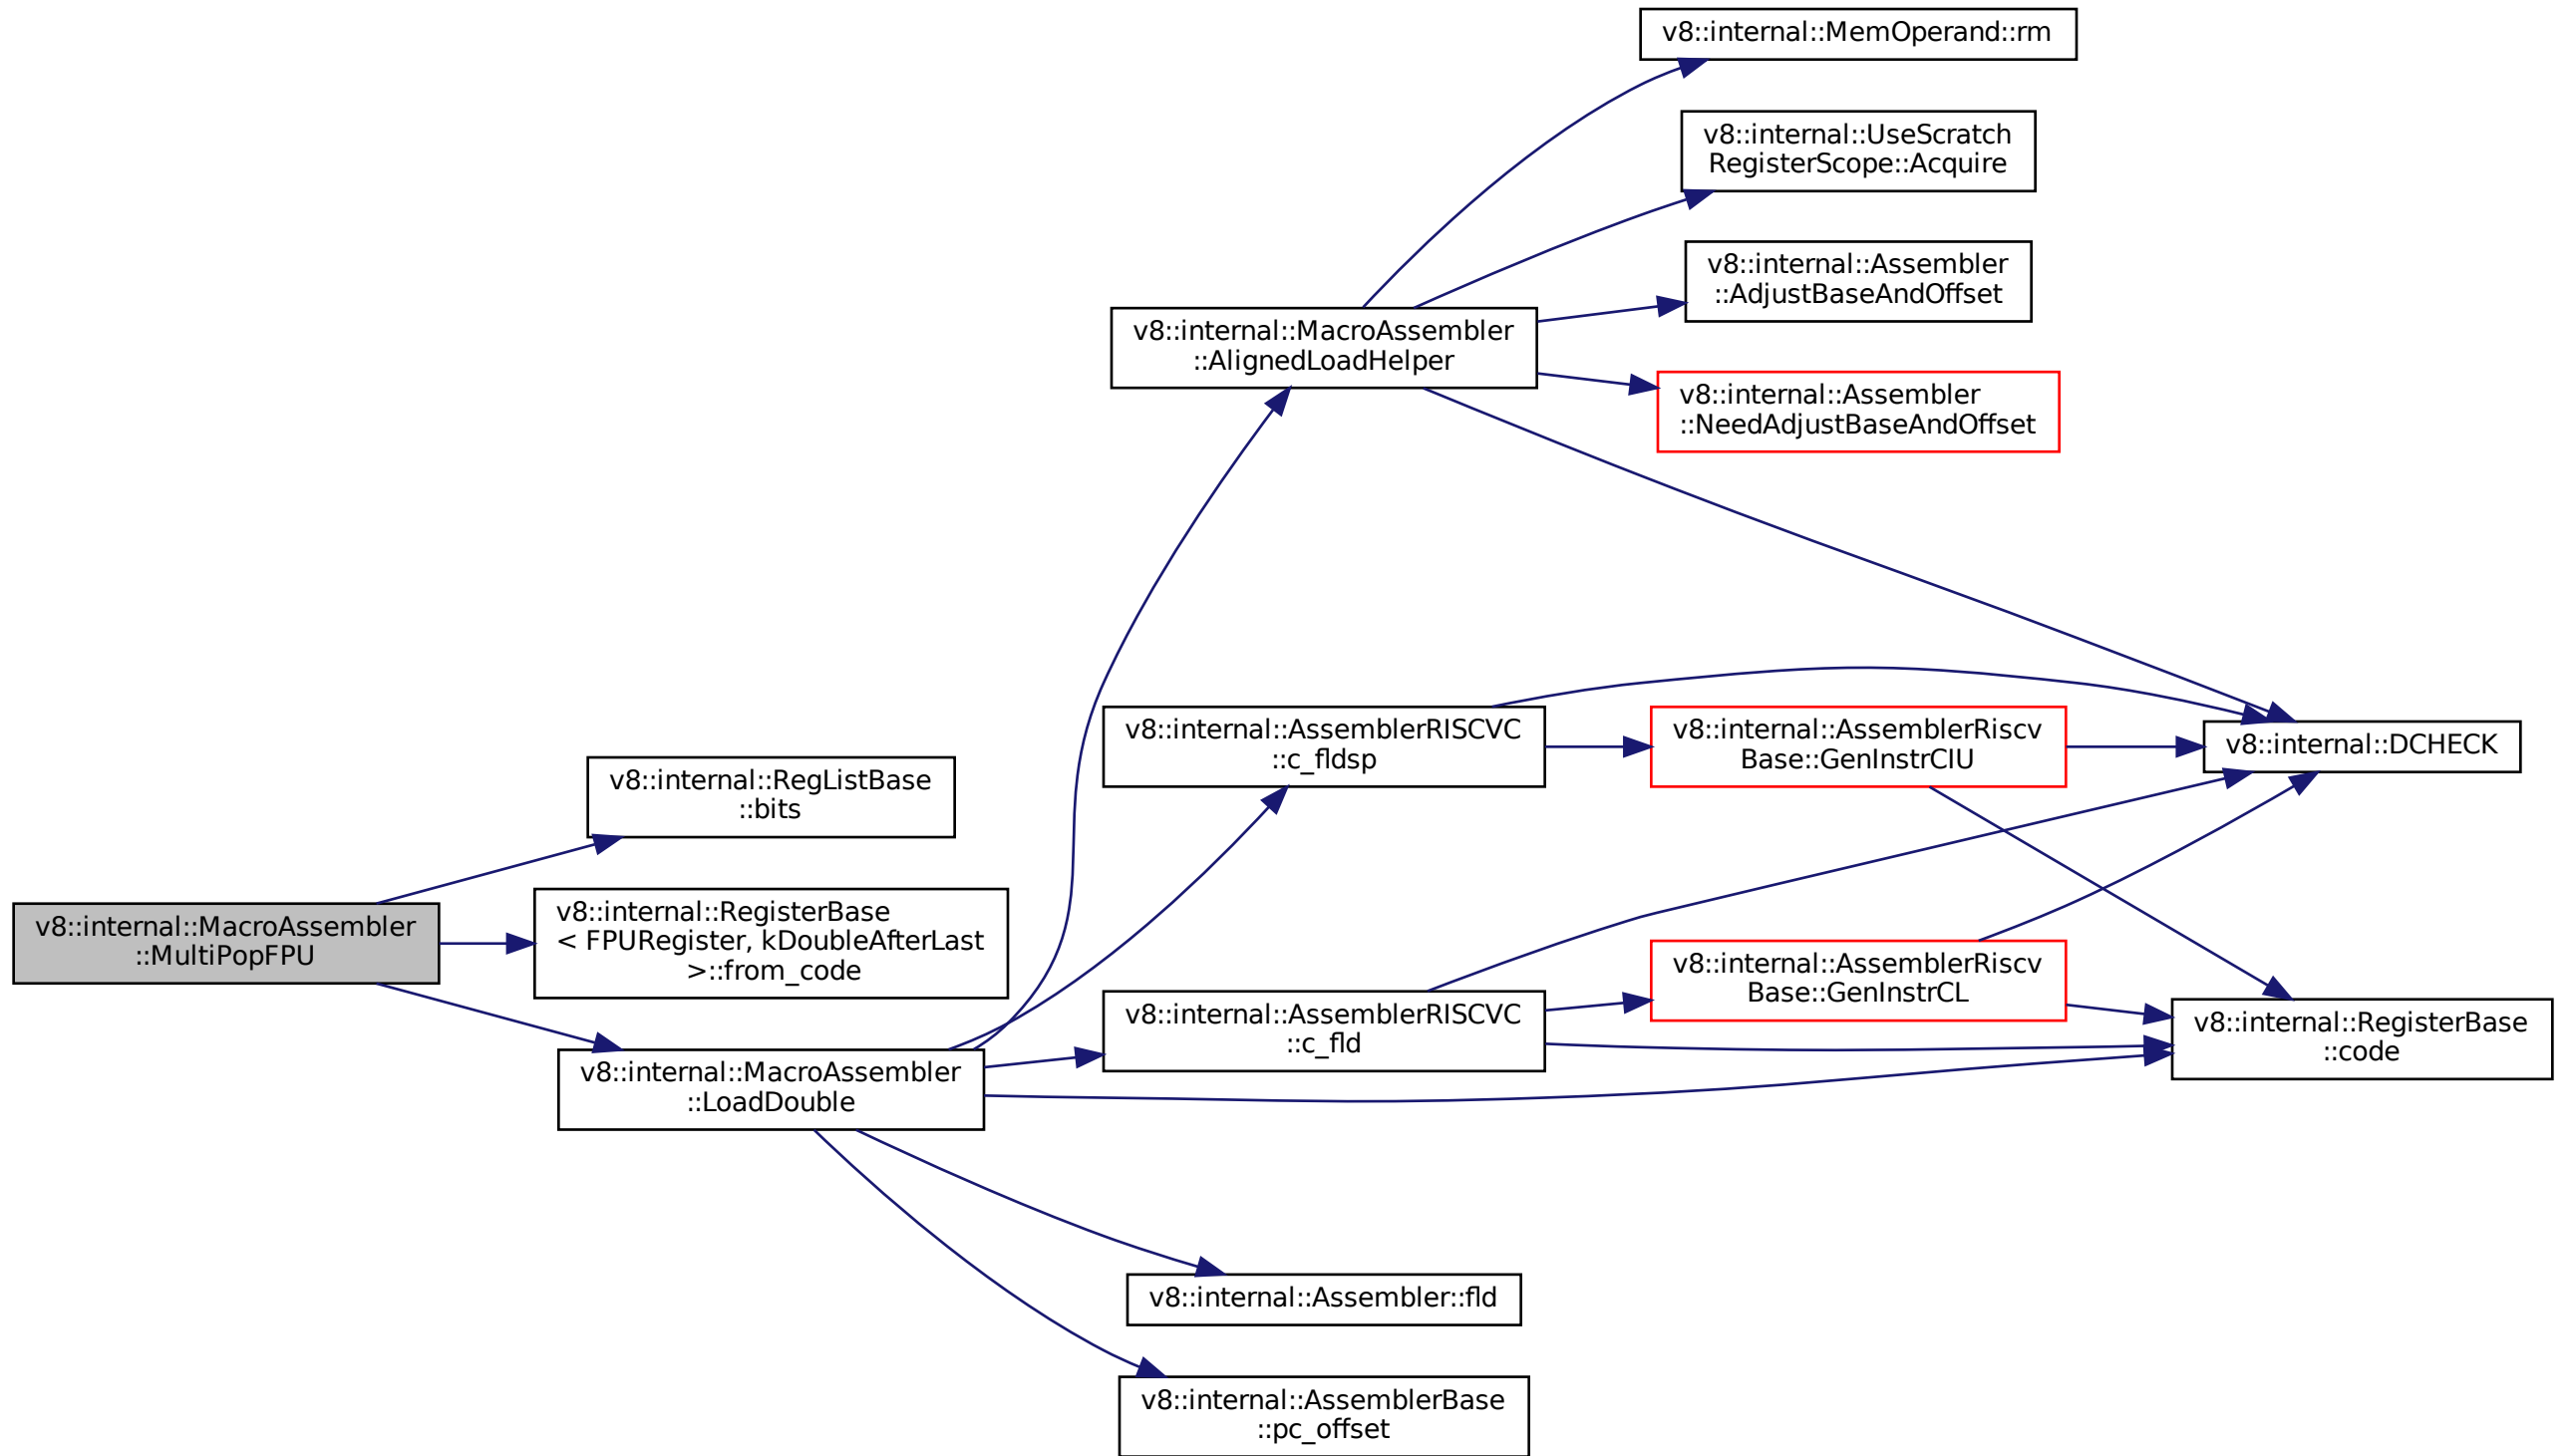 v8::internal::MacroAssembler
::MultiPopFPU
v8::internal::RegListBase
::bits
v8::internal::RegisterBase
< FPURegister, kDoubleAfterLast
>::from_code
v8::internal::MacroAssembler
::LoadDouble
v8::internal::MacroAssembler
::AlignedLoadHelper
v8::internal::AssemblerRISCVC
::c_fldsp
v8::internal::AssemblerRISCVC
::c_fld
v8::internal::Assembler::fld
v8::internal::AssemblerBase
::pc_offset
v8::internal::MemOperand::rm
v8::internal::UseScratch
RegisterScope::Acquire
v8::internal::Assembler
::AdjustBaseAndOffset
v8::internal::Assembler
::NeedAdjustBaseAndOffset
v8::internal::AssemblerRiscv
Base::GenInstrCIU
v8::internal::AssemblerRiscv
Base::GenInstrCL
v8::internal::DCHECK
v8::internal::RegisterBase
::code